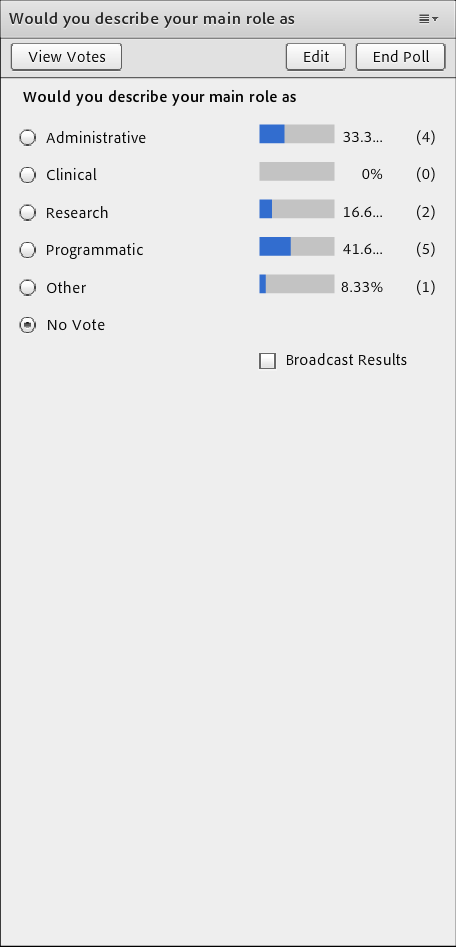 Would you describe your main role as
View Votes Edit End Poll
Would you describe your main role as
Administrative 33.3... (4)
Clinical 0% (0)
Research 16.6... (2)
Programmatic 41.6... (5)
Other 8.33% (1)
No Vote
Broadcast Results